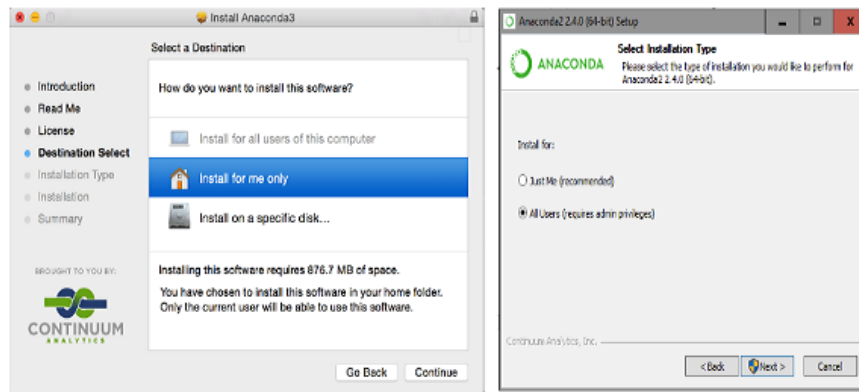 Install Anaconda3
Select a Destination
Introduction
Read Me
License
Destination Select
Installation Type
Installation
Summary
How do you want to install this software?
Install for all users of this computer
Install for me only
Install on a specific disk...
Installing this software requires 876.7 MB of space.
You have chosen to install this software in your home folder.
Only the current user will be able to use this software.
BROUGHT TO YOU BY:
CONTINUUM
ANALYTICS
Go Back
Continue
Anaconda2 2.4.0 (64-bit) Setup
ANACONDA
Select Installation Type
Please select the type of installation you would like to perform for
Anaconda2 2.4.0 (64-bit).
Install for:
Just Me (recommended)
All Users (requires admin privileges)
Continuum Analytics, Inc.
< Back
Next >
Cancel